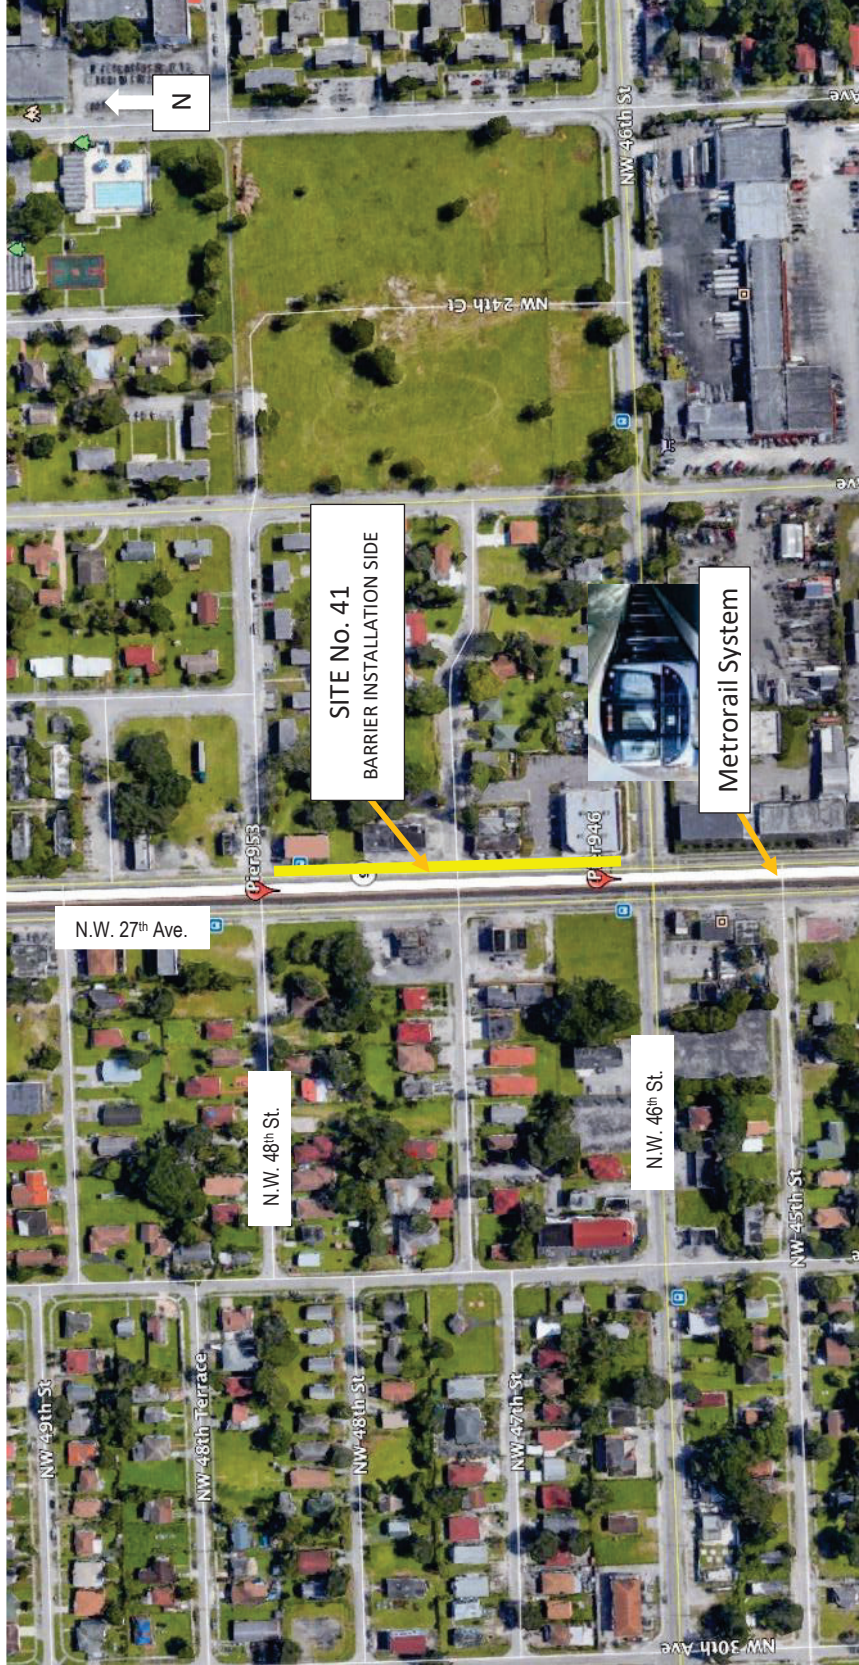 N
NW 46th St
NW 24th Ct
SITE No. 41
BARRIER INSTALLATION SIDE
Metrorail System
Pier953
Pier946
N.W. 27th Ave.
N.W. 48th St.
N.W. 46th St.
NW 45th St
NW 49th St
NW 48th Terrace
NW 48th St
NW 47th St
NW 30th Ave